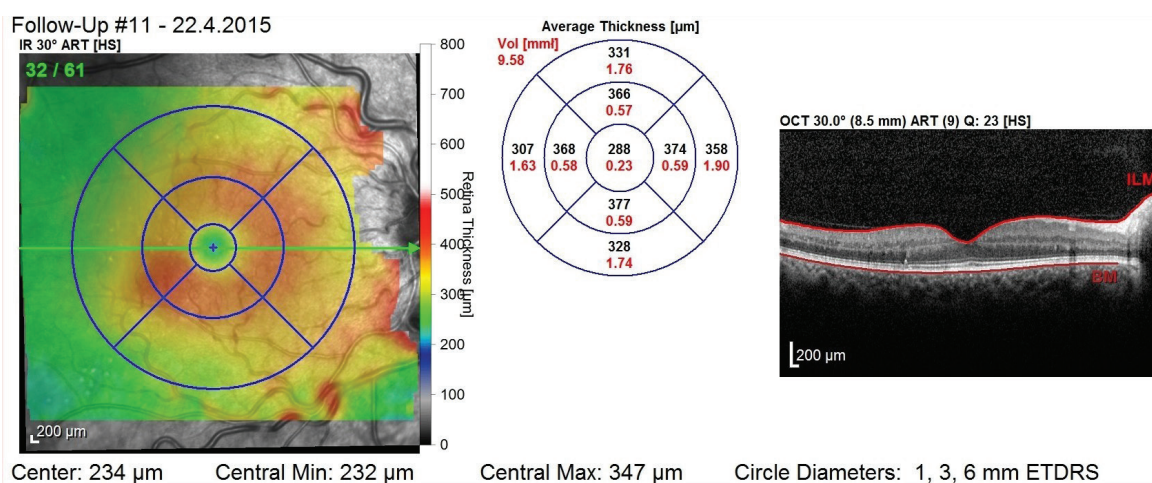 Follow-Up #11 - 22.4.2015
IR 30° ART [HS]
32 / 61
200 µm
800
700
600
500
400
300
200
100
0
Retina Thickness [µm]
Average Thickness [µm]
Vol [mm³]
9.58
331
1.76
366
0.57
307 368 288 374 358
1.63 0.58 0.23 0.59 1.90
377
0.59
328
1.74
OCT 30.0° (8.5 mm) ART (9) Q: 23 [HS]
ILM
BM
200 µm
Center: 234 µm Central Min: 232 µm Central Max: 347 µm Circle Diameters: 1, 3, 6 mm ETDRS